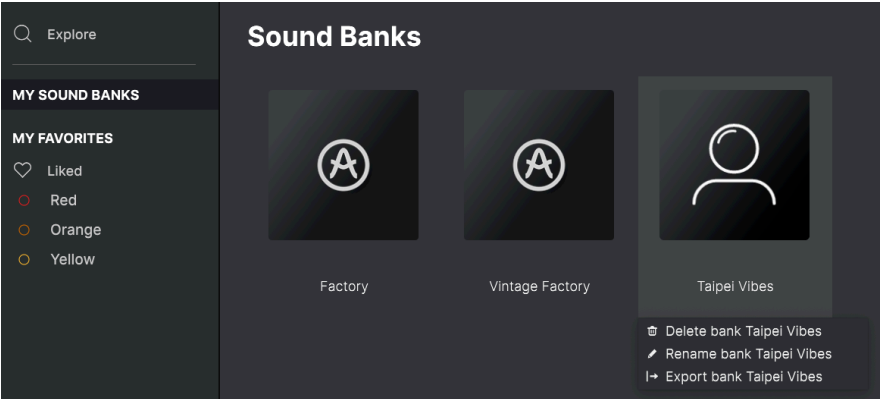 Explore
MY SOUND BANKS
MY FAVORITES
Liked
Red
Orange
Yellow
Sound Banks
Factory
Vintage Factory
Taipei Vibes
Delete bank Taipei Vibes
Rename bank Taipei Vibes
Export bank Taipei Vibes